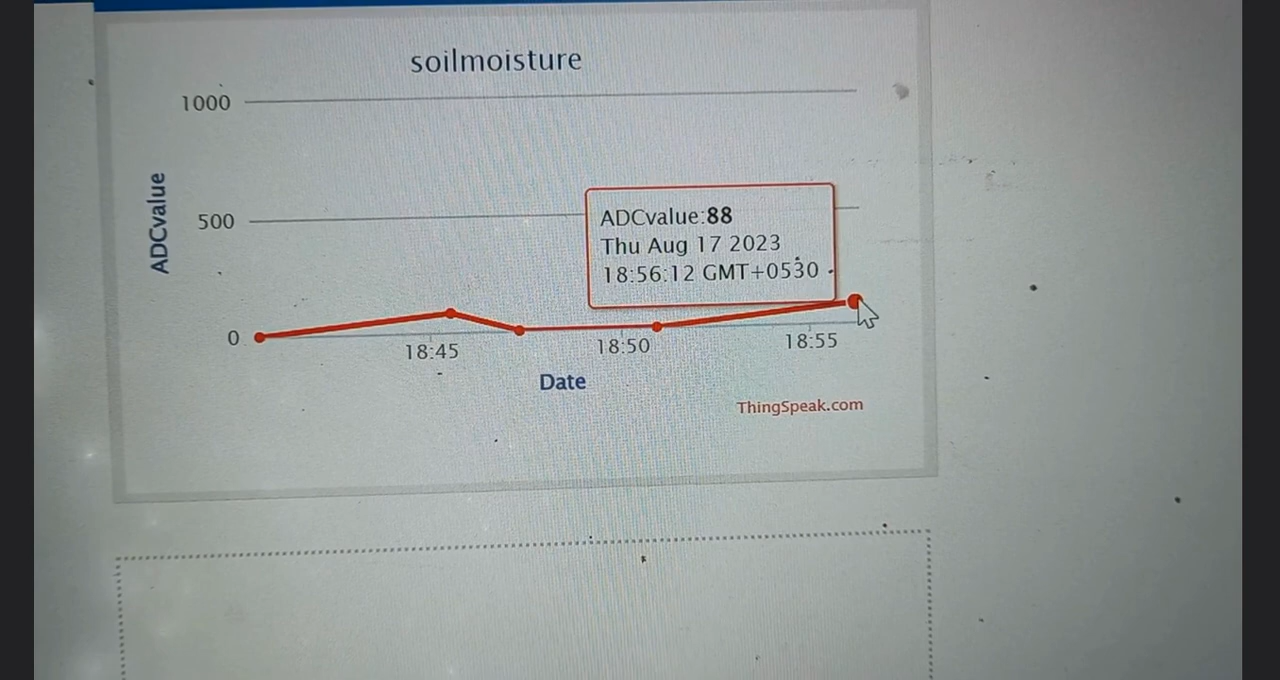 soilmoisture
1000
500
0
ADCvalue
ADCvalue:88
Thu Aug 17 2023
18:56:12 GMT+0530
18:45
18:50
18:55
Date
ThingSpeak.com